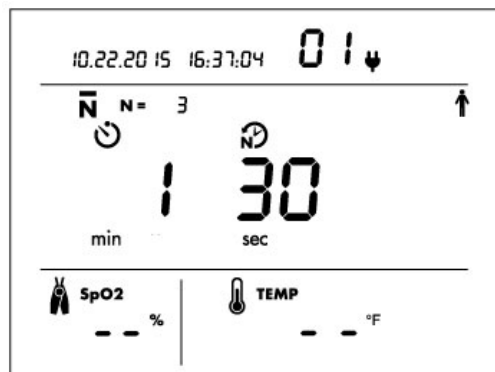 10.22.2015 16:37:04 01
N N = 3
N
1 30
min sec
SpO2 TEMP
-- % -- °F